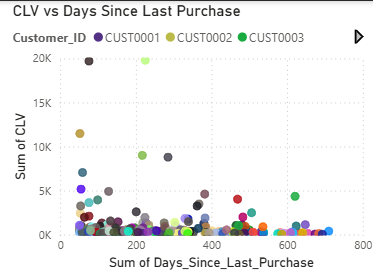 CLV vs Days Since Last Purchase
Customer_ID CUST0001 CUST0002 CUST0003
20K
15K
10K
5K
0K
Sum of CLV
0 200 400 600 800
Sum of Days_Since_Last_Purchase